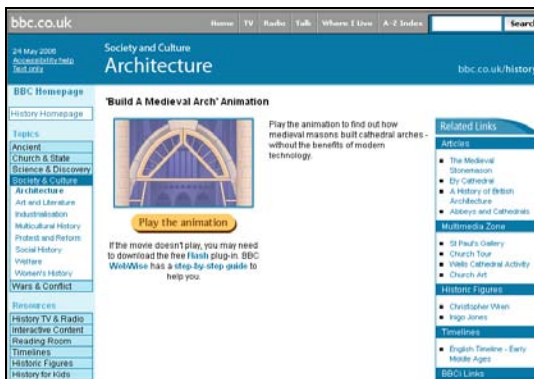 bbc.co.uk
Home TV Radio Talk Where I Live A-Z Index Search
24 May 2006
Accessibility help
Text only
Society and Culture
Architecture
bbc.co.uk/history
BBC Homepage
History Homepage
Topics
Ancient
Church & State
Science & Discovery
Society & Culture
Architecture
Art and Literature
Industrialisation
Multicultural History
Protest and Reform
Social History
Welfare
Women's History
Wars & Conflict
Resources
History TV & Radio
Interactive Content
Reading Room
Timelines
Historic Figures
History for Kids
'Build A Medieval Arch' Animation
Play the animation
If the movie doesn't play, you may need
to download the free Flash plug-in. BBC
WebWise has a step-by-step guide to
help you.
Play the animation to find out how
medieval masons built cathedral arches -
without the benefits of modern
technology.
Related Links
Articles
The Medieval
Stonemason
Ely Cathedral
A History of British
Architecture
Abbeys and Cathedrals
Multimedia Zone
St Paul's Gallery
Church Tour
Wells Cathedral Activity
Church Art
Historic Figures
Christopher Wren
Inigo Jones
Timelines
English Timeline - Early
Middle Ages
BBCi Links